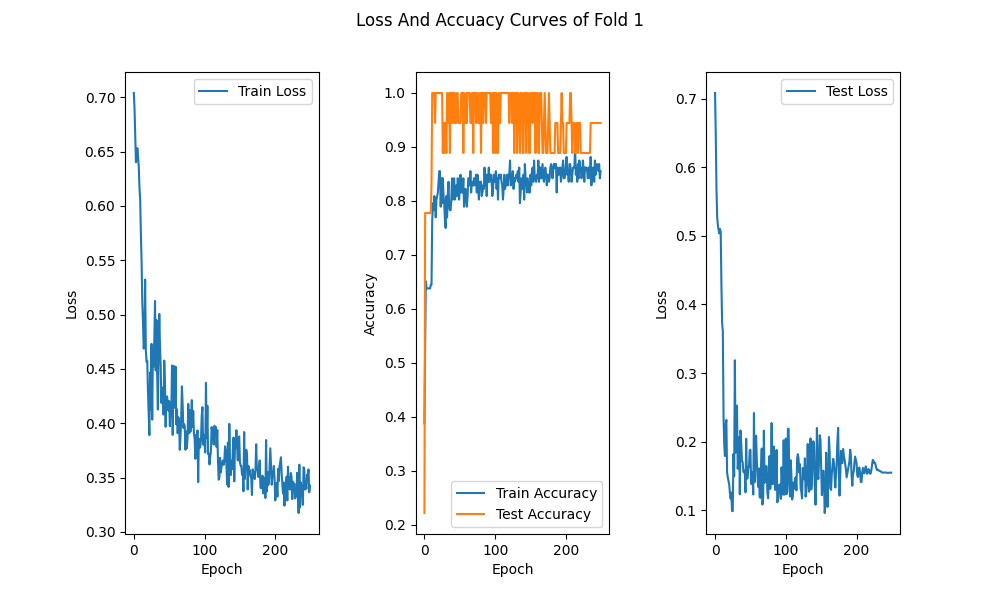 Loss And Accuacy Curves of Fold 1
Train Loss
0.70
0.65
0.60
0.55
0.50
0.45
0.40
0.35
0.30
Loss
0 100 200
Epoch
1.0
0.9
0.8
0.7
0.6
0.5
0.4
0.3
0.2
Accuracy
Train Accuracy
Test Accuracy
0 100 200
Epoch
Test Loss
0.7
0.6
0.5
0.4
0.3
0.2
0.1
Loss
0 100 200
Epoch